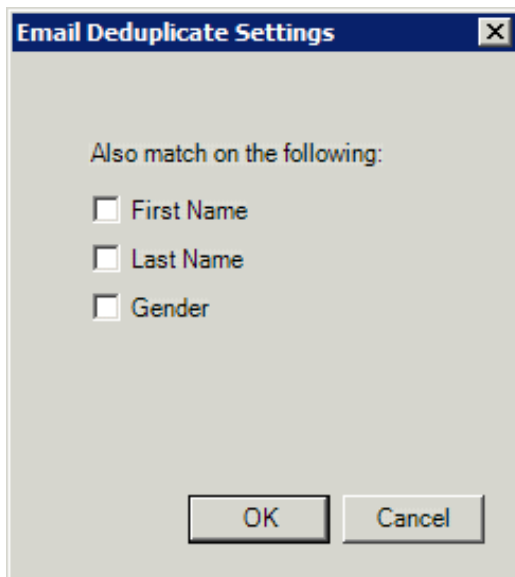 Email Deduplicate Settings
Also match on the following:
First Name
Last Name
Gender
OK
Cancel